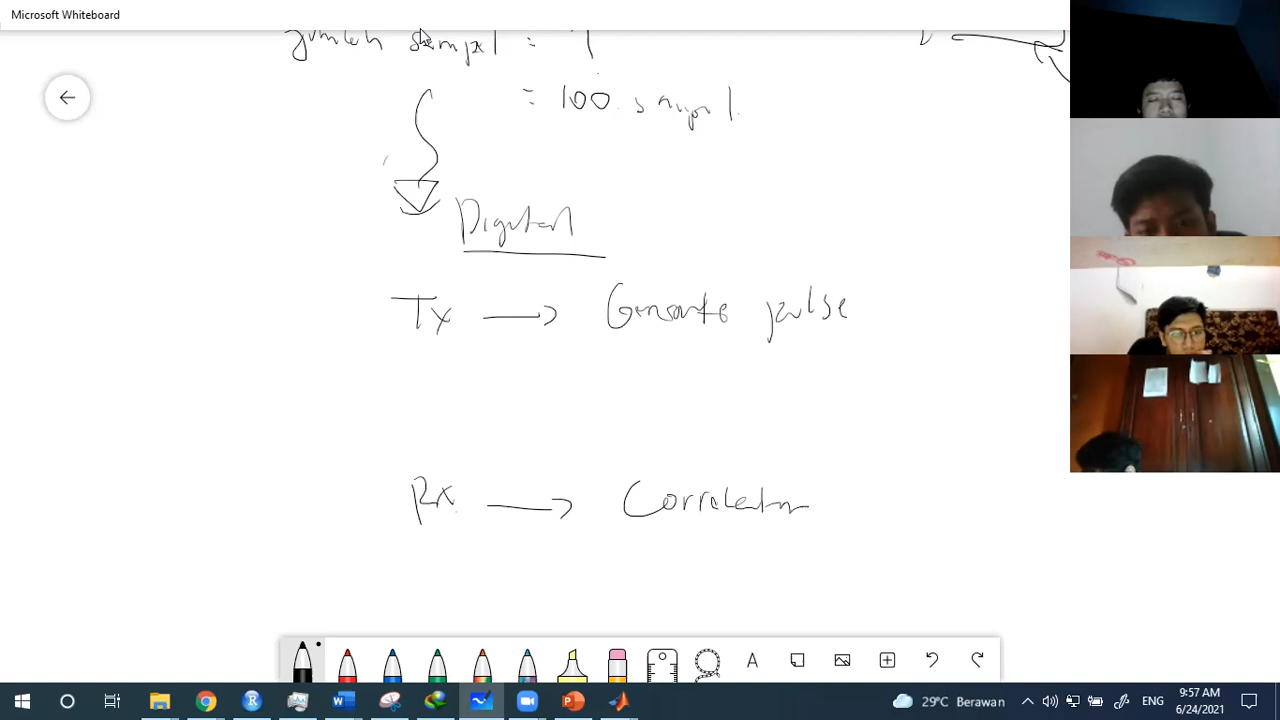 Microsoft Whiteboard
Jumlah sampel = ?
= 100 sampel.
Digital
Tx → Generate pulse
Rx → Correlator
A
29°C Berawan
ENG
9:57 AM
6/24/2021